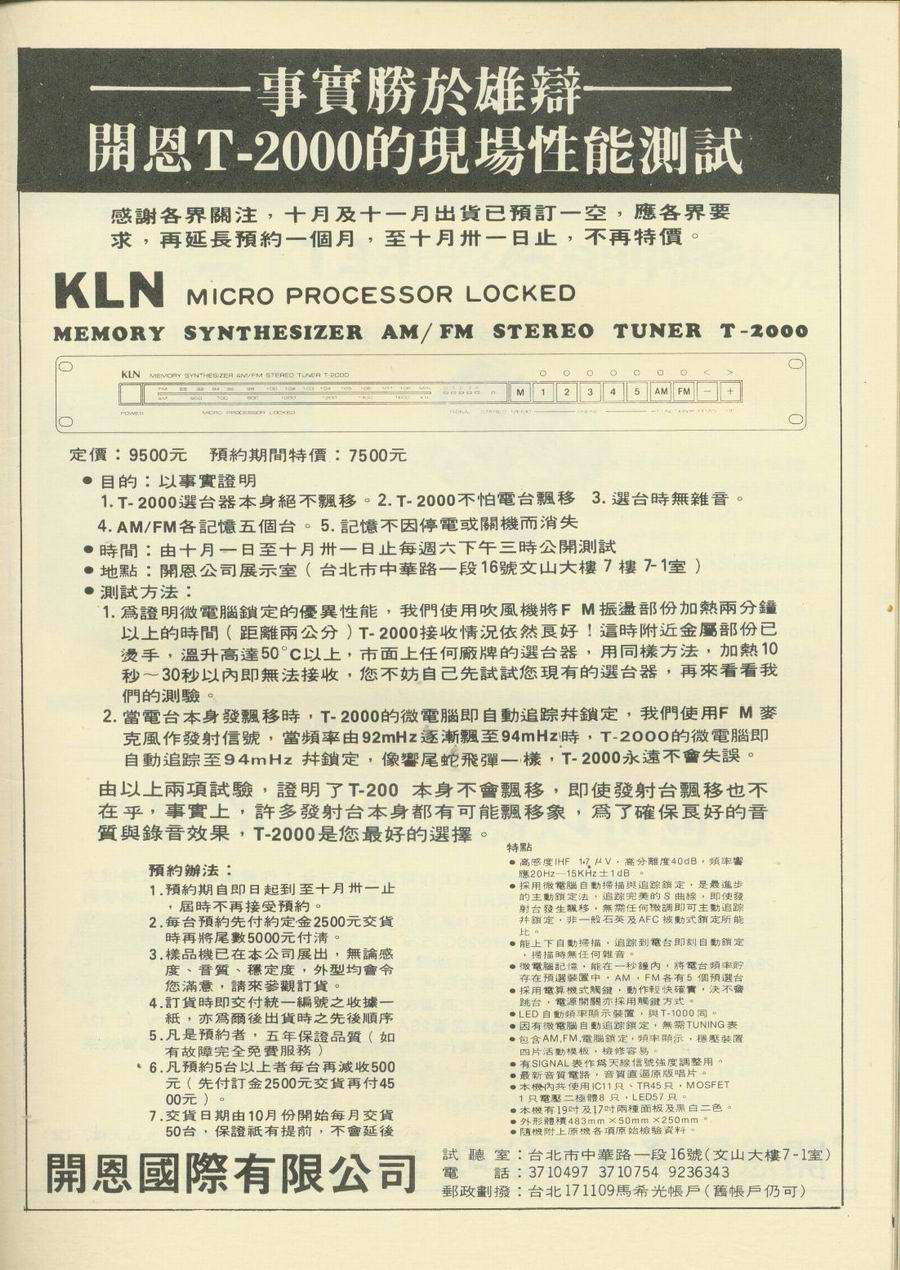 事實勝於雄辯
開恩T-2000的現場性能測試
感謝各界關注，十月及十一月出貨已預訂一空，應各界要
求，再延長預約一個月，至十月卅一日止，不再特價。
KLN MICRO PROCESSOR LOCKED
MEMORY SYNTHESIZER AM/FM STEREO TUNER T-2000
KLN MEMORY SYNTHESIZER AM/FM STEREO TUNER T-2000
M 1 2 3 4 5 AM FM － ＋
POWER MICRO PROCESSOR LOCKED
定價：9500元 預約期間特價：7500元
●目的：以事實證明
1. T-2000選台器本身絕不飄移。2. T-2000不怕電台飄移 3. 選台時無雜音。
4. AM/FM各記憶五個台。5. 記憶不因停電或關機而消失
●時間：由十月一日至十月卅一日止每週六下午三時公開測試
●地點：開恩公司展示室（台北市中華路一段16號文山大樓7樓7-1室）
●測試方法：
1. 爲證明微電腦鎖定的優異性能，我們使用吹風機將FM振盪部份加熱兩分鐘
以上的時間（距離兩公分）T-2000接收情況依然良好！這時附近金屬部份已
燙手，溫升高達50°C以上，市面上任何廠牌的選台器，用同樣方法，加熱10
秒～30秒以內即無法接收，您不妨自己先試試您現有的選台器，再來看看我
們的測驗。
2. 當電台本身發飄移時，T-2000的微電腦即自動追踪幷鎖定，我們使用FM麥
克風作發射信號，當頻率由92mHz逐漸飄至94mHz時，T-2000的微電腦即
自動追踪至94mHz 幷鎖定，像響尾蛇飛彈一樣，T-2000永遠不會失誤。
由以上兩項試驗，證明了T-200 本身不會飄移，即使發射台飄移也不
在乎，事實上，許多發射台本身都有可能飄移象，爲了確保良好的音
質與錄音效果，T-2000是您最好的選擇。
預約辦法：
1.預約期自即日起到至十月卅一止
，屆時不再接受預約。
2.每台預約先付約定金2500元交貨
時再將尾數5000元付淸。
3.樣品機已在本公司展出，無論感
度、音質、穩定度，外型均會令
您滿意，請來參觀訂貨。
4.訂貨時即交付統一編號之收據一
紙，亦爲爾後出貨時之先後順序
5.凡是預約者，五年保證品質（如
有故障完全免費服務）
6.凡預約5台以上者每台再減收500
元（先付訂金2500元交貨再付45
00元）。
7.交貨日期由10月份開始每月交貨
50台，保證祇有提前，不會延後
特點
●高感度IHF 1.7μV，高分離度40dB，頻率響
應20Hz—15KHz±1dB。
●採用微電腦自動掃描與追踪鎖定，是最進步
的主動鎖定法，追踪完美的S曲線，即使發
射台發生飄移，無需任何微調即可主動追踪
幷鎖定，非一般石英及AFC被動式鎖定所能
比。
●能上下自動掃描，追踪到電台即刻自動鎖定
，掃描時無任何雜音。
●微電腦記憶，能在一秒鐘內，將電台頻率貯
存在預選裝置中，AM，FM各有5個預選台
●採用電算機式觸鍵，動作輕快確實，決不會
跳台，電源開關亦採用觸鍵方式。
●LED自動頻率顯示裝置，與T-1000同。
●因有微電腦自動追踪鎖定，無需TUNING表
●包含AM,FM,電腦鎖定，頻率顯示，穩壓裝置
四片活動模板，檢修容易。
●有SIGNAL表作爲天線信號強度調整用。
●最新音質電路，音質直逼原版唱片。
●本機內共使用IC11只、TR45只，MOSFET
1只電壓二極體8只，LED57只。
●本機有19吋及17吋兩種面板及黑白二色。
●外形體積483mm×50mm×250mm。
●隨機附上原機各項原始檢驗資料。
開恩國際有限公司
試聽室：台北市中華路一段16號(文山大樓7-1室)
電 話：3710497 3710754 9236343
郵政劃撥：台北171109馬希光帳戶(舊帳戶仍可)